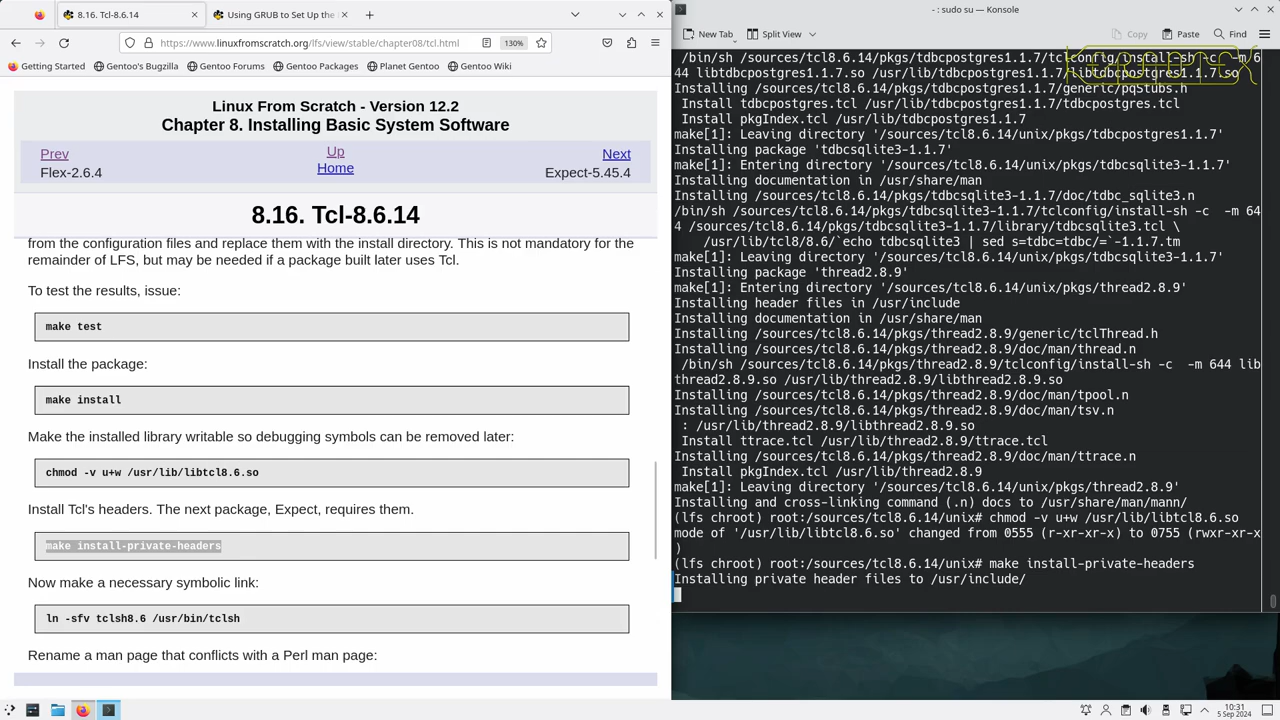 8.16. Tcl-8.6.14
Using GRUB to Set Up the
https://www.linuxfromscratch.org/lfs/view/stable/chapter08/tcl.html
130%
Getting Started
Gentoo's Bugzilla
Gentoo Forums
Gentoo Packages
Planet Gentoo
Gentoo Wiki
Linux From Scratch - Version 12.2
Chapter 8. Installing Basic System Software
Prev
Up
Next
Flex-2.6.4
Home
Expect-5.45.4
8.16. Tcl-8.6.14
from the configuration files and replace them with the install directory. This is not mandatory for the
remainder of LFS, but may be needed if a package built later uses Tcl.
To test the results, issue:
make test
Install the package:
make install
Make the installed library writable so debugging symbols can be removed later:
chmod -v u+w /usr/lib/libtcl8.6.so
Install Tcl's headers. The next package, Expect, requires them.
make install-private-headers
Now make a necessary symbolic link:
ln -sfv tclsh8.6 /usr/bin/tclsh
Rename a man page that conflicts with a Perl man page:
- : sudo su — Konsole
New Tab
Split View
Copy
Paste
Find
/bin/sh /sources/tcl8.6.14/pkgs/tdbcpostgres1.1.7/tclconfig/install-sh -c  -m 6
44 libtdbcpostgres1.1.7.so /usr/lib/tdbcpostgres1.1.7/libtdbcpostgres1.1.7.so
Installing /sources/tcl8.6.14/pkgs/tdbcpostgres1.1.7/generic/pqStubs.h
 Install tdbcpostgres.tcl /usr/lib/tdbcpostgres1.1.7/tdbcpostgres.tcl
 Install pkgIndex.tcl /usr/lib/tdbcpostgres1.1.7
make[1]: Leaving directory '/sources/tcl8.6.14/unix/pkgs/tdbcpostgres1.1.7'
Installing package 'tdbcsqlite3-1.1.7'
make[1]: Entering directory '/sources/tcl8.6.14/unix/pkgs/tdbcsqlite3-1.1.7'
Installing documentation in /usr/share/man
Installing /sources/tcl8.6.14/pkgs/tdbcsqlite3-1.1.7/doc/tdbc_sqlite3.n
/bin/sh /sources/tcl8.6.14/pkgs/tdbcsqlite3-1.1.7/tclconfig/install-sh -c  -m 64
4 /sources/tcl8.6.14/pkgs/tdbcsqlite3-1.1.7/library/tdbcsqlite3.tcl \
    /usr/lib/tcl8/8.6/`echo tdbcsqlite3 | sed s=tdbc=tdbc/=`-1.1.7.tm
make[1]: Leaving directory '/sources/tcl8.6.14/unix/pkgs/tdbcsqlite3-1.1.7'
Installing package 'thread2.8.9'
make[1]: Entering directory '/sources/tcl8.6.14/unix/pkgs/thread2.8.9'
Installing header files in /usr/include
Installing documentation in /usr/share/man
Installing /sources/tcl8.6.14/pkgs/thread2.8.9/generic/tclThread.h
Installing /sources/tcl8.6.14/pkgs/thread2.8.9/doc/man/thread.n
 /bin/sh /sources/tcl8.6.14/pkgs/thread2.8.9/tclconfig/install-sh -c  -m 644 lib
thread2.8.9.so /usr/lib/thread2.8.9/libthread2.8.9.so
Installing /sources/tcl8.6.14/pkgs/thread2.8.9/doc/man/tpool.n
Installing /sources/tcl8.6.14/pkgs/thread2.8.9/doc/man/tsv.n
 : /usr/lib/thread2.8.9/libthread2.8.9.so
 Install ttrace.tcl /usr/lib/thread2.8.9/ttrace.tcl
Installing /sources/tcl8.6.14/pkgs/thread2.8.9/doc/man/ttrace.n
 Install pkgIndex.tcl /usr/lib/thread2.8.9
make[1]: Leaving directory '/sources/tcl8.6.14/unix/pkgs/thread2.8.9'
Installing and cross-linking command (.n) docs to /usr/share/man/mann/
(lfs chroot) root:/sources/tcl8.6.14/unix# chmod -v u+w /usr/lib/libtcl8.6.so
mode of '/usr/lib/libtcl8.6.so' changed from 0555 (r-xr-xr-x) to 0755 (rwxr-xr-x
)
(lfs chroot) root:/sources/tcl8.6.14/unix# make install-private-headers
Installing private header files to /usr/include/
10:31
5 Sep 2024